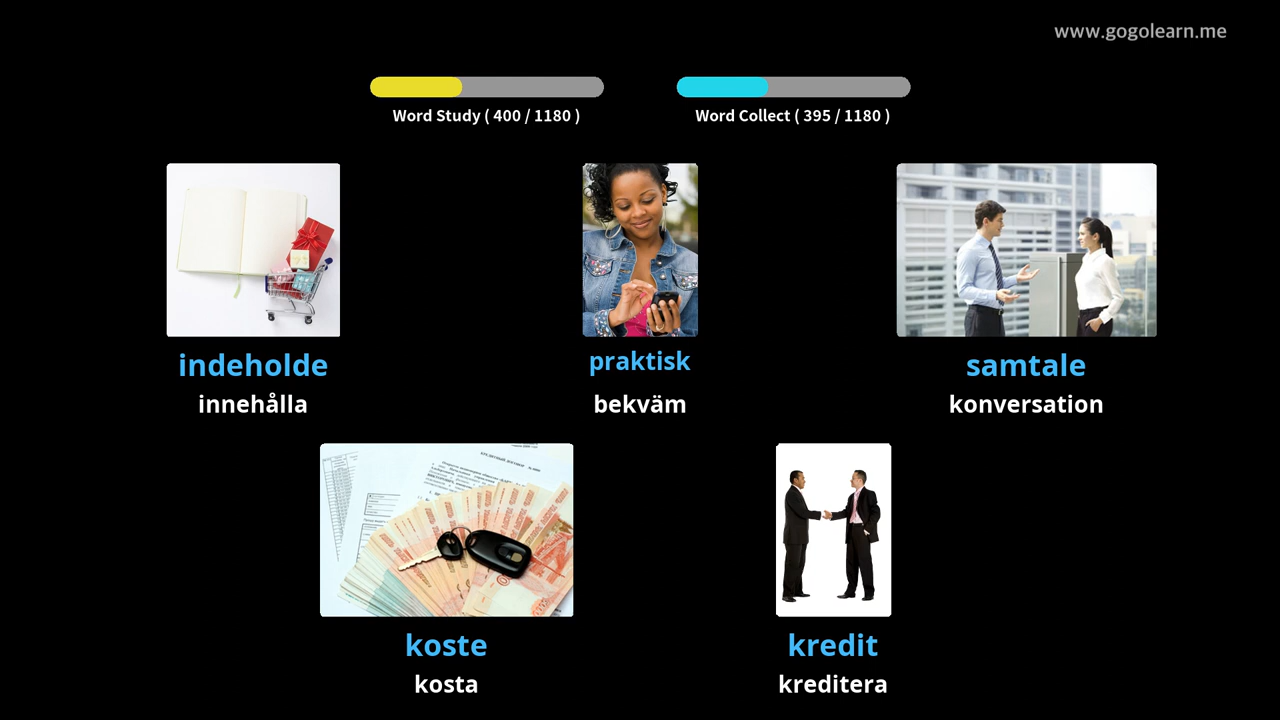 www.gogolearn.me
Word Study ( 400 / 1180 )
Word Collect ( 395 / 1180 )
indeholde
innehålla
praktisk
bekväm
samtale
konversation
koste
kosta
kredit
kreditera